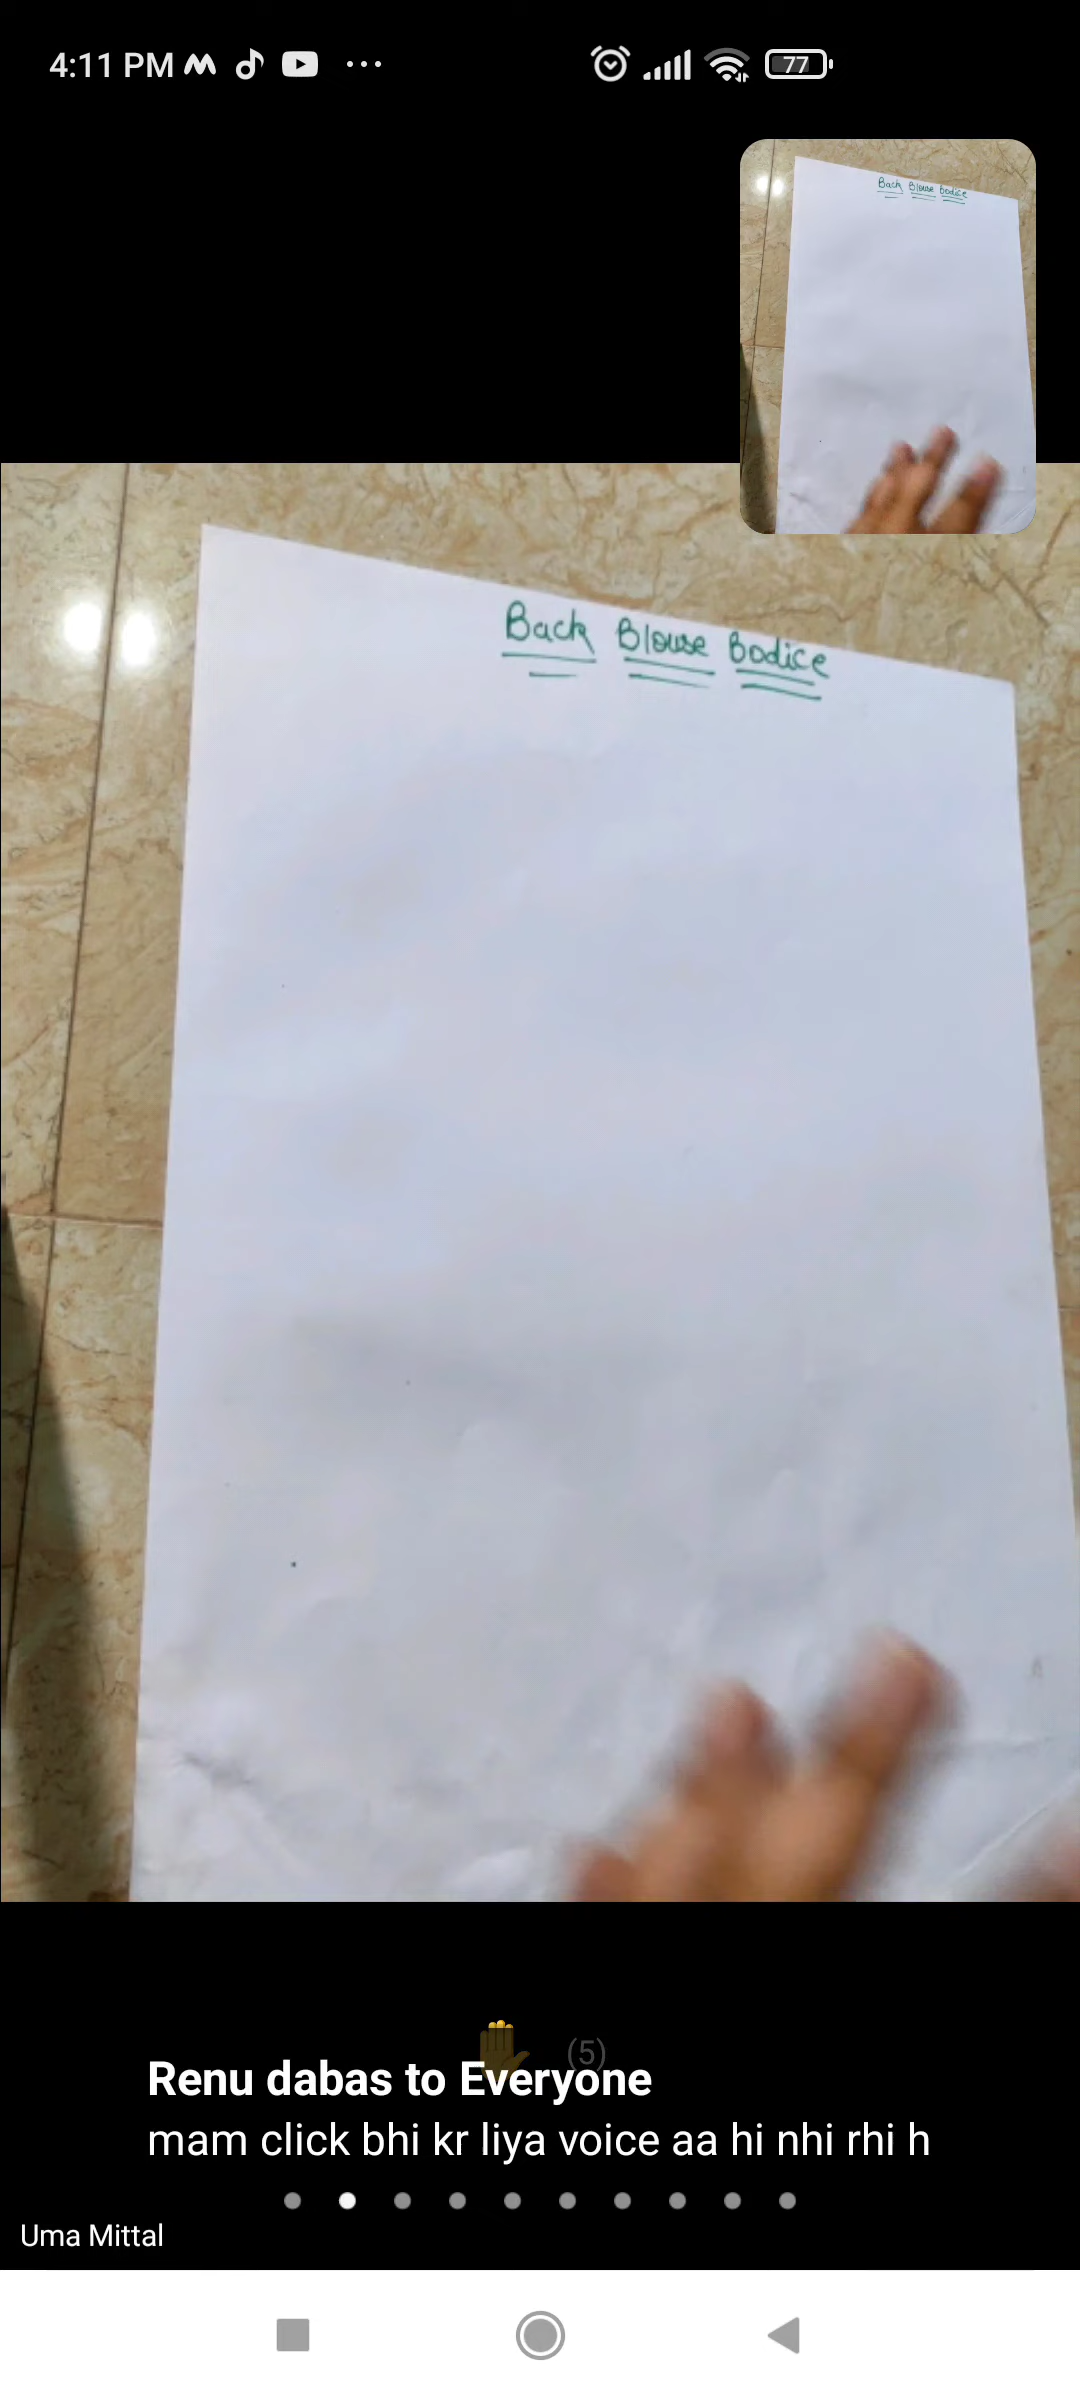 4:11 PM
77
Back Blouse Bodice
Back Blouse Bodice
(5)
Renu dabas to Everyone
mam click bhi kr liya voice aa hi nhi rhi h
Uma Mittal